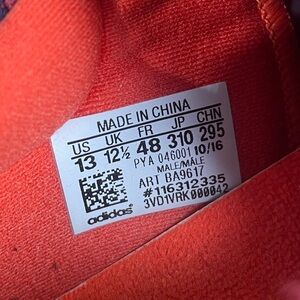 MADE IN CHINA
US UK FR JP CHN
13 12½ 48 310 295
PYA 046001 10/16
MALE/MALE
ART BA9617
#116312335
3VD1VRK000042
adidas